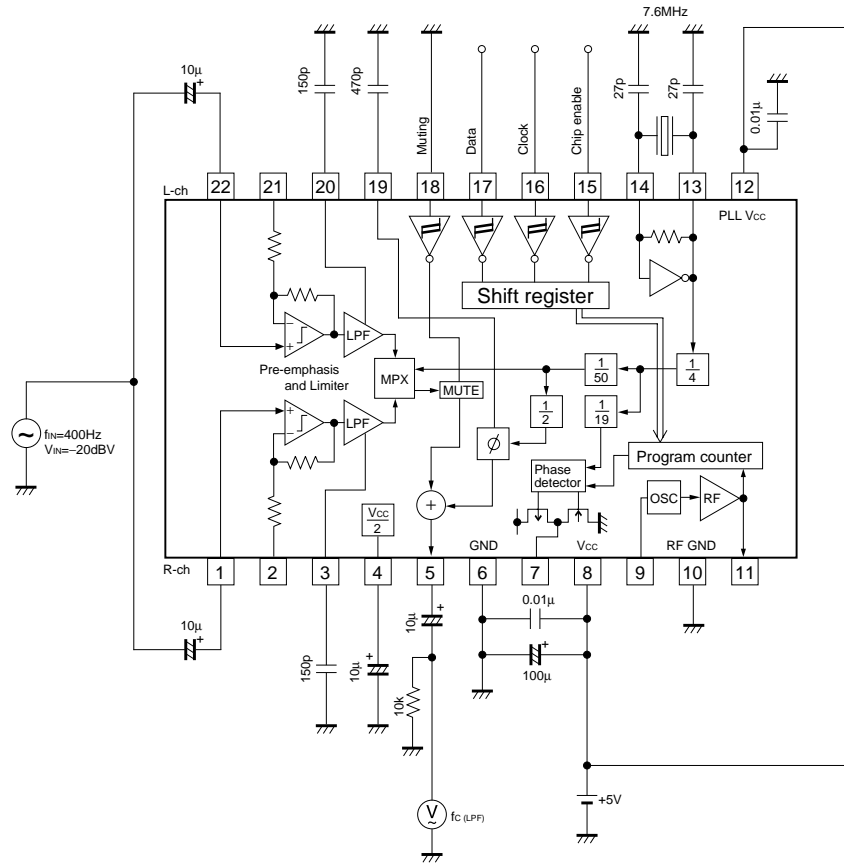 7.6MHz
10µ
+
150p
470p
27p
27p
0.01µ
Muting
Data
Clock
Chip enable
L-ch
22
21
20
19
18
17
16
15
14
13
12
PLL VCC
Shift register
−
+
LPF
Pre-emphasis
and Limiter
MPX
MUTE
1
50
1
4
1
2
1
19
+
−
LPF
ϕ
Program counter
Phase
detector
OSC
RF
+
VCC
2
GND
VCC
RF GND
R-ch
1
2
3
4
5
6
7
8
9
10
11
~
fIN=400Hz
VIN=−20dBV
10µ
+
150p
10µ
+
10µ
+
10k
0.01µ
+
100µ
+5V
V
~
fC (LPF)